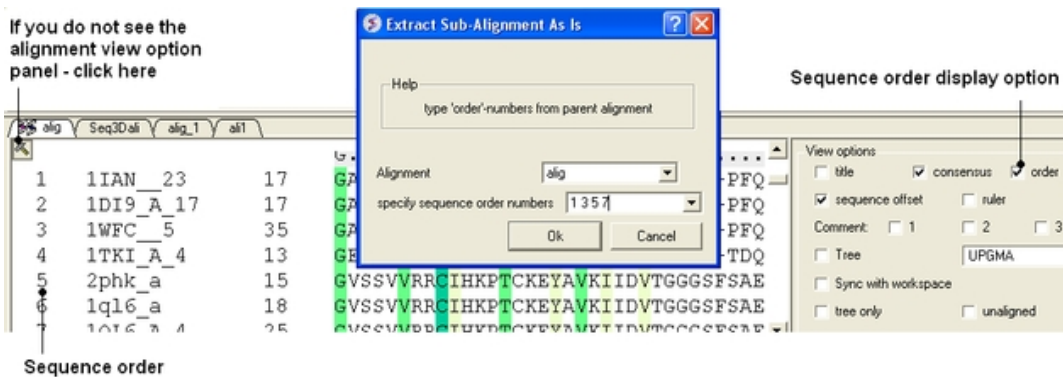 If you do not see the
alignment view option
panel - click here
Extract Sub-Alignment As Is
Help
type 'order'-numbers from parent alignment
Alignment
alig
specify sequence order numbers
1 3 5 7
Ok
Cancel
Sequence order display option
alig
Seq3Dali
alig_1
ali1
1 1IAN__23 17 GA PFQ
2 1DI9_A_17 17 GA PFQ
3 1WFC__5 35 GA PFQ
4 1TKI_A_4 13 GE TDQ
5 2phk_a 15 GVSSVVRRCIHKPTCKEYAVKIIDVTGGGSFSAE
6 1ql6_a 18 GVSSVVRRCIHKPTCKEYAVKIIDVTGGGSFSAE
View options
title
consensus
order
sequence offset
ruler
Comment: 1 2 3
Tree
UPGMA
Sync with workspace
tree only
unaligned
Sequence order